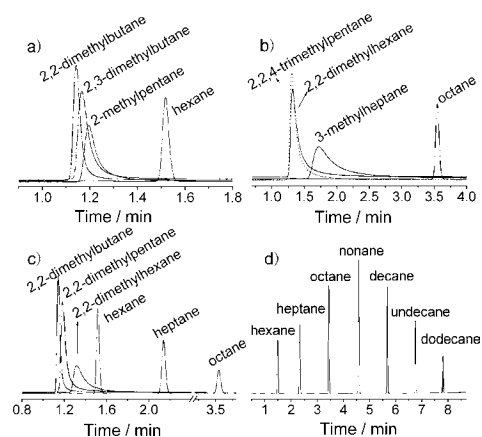 a)
2,2-dimethylbutane
2,3-dimethylbutane
2-methylpentane
hexane
1.0 1.2 1.4 1.6 1.8
Time / min
b)
2,2,4-trimethylpentane
2,2-dimethylhexane
3-methylheptane
octane
1.0 1.5 2.0 2.5 3.0 3.5 4.0
Time / min
c)
2,2-dimethylbutane
2,2-dimethylpentane
2,2-dimethylhexane
hexane
heptane
octane
0.8 1.2 1.6 2.0 3.5
Time / min
d)
hexane
heptane
octane
nonane
decane
undecane
dodecane
1 2 3 4 5 6 7 8
Time / min